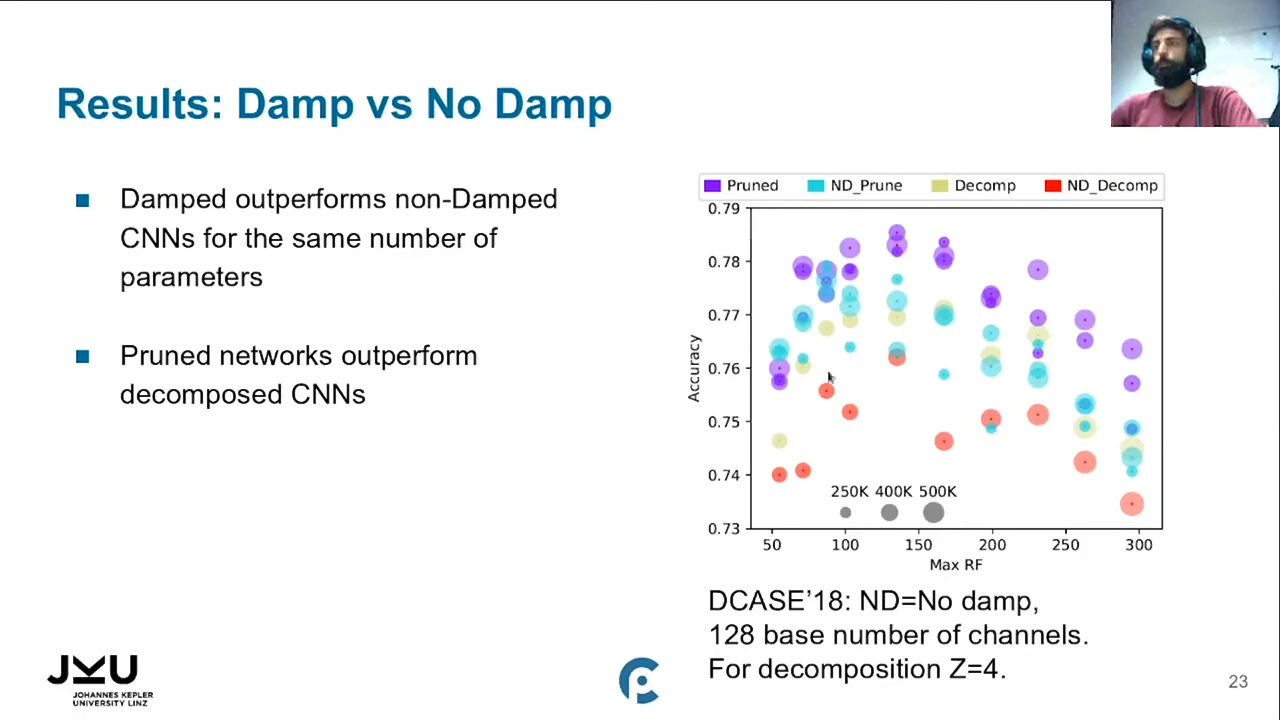 Results: Damp vs No Damp
Damped outperforms non-Damped
CNNs for the same number of
parameters
Pruned networks outperform
decomposed CNNs
Pruned ND_Prune Decomp ND_Decomp
0.79
0.78
0.77
0.76
0.75
0.74
0.73
Accuracy
250K 400K 500K
50 100 150 200 250 300
Max RF
DCASE’18: ND=No damp,
128 base number of channels.
For decomposition Z=4.
JKU
JOHANNES KEPLER
UNIVERSITY LINZ
23